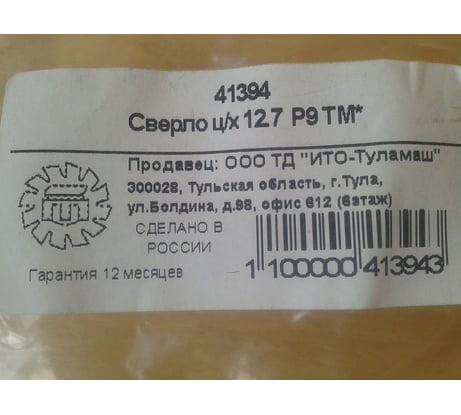 41394
Сверло ц/х 12.7 Р9 ТМ*
Продавец: ООО ТД "ИТО-Туламаш"
300028, Тульская область, г.Тула,
ул.Болдина, д.98, офис 612 (6этаж)
СДЕЛАНО В
РОССИИ
Гарантия 12 месяцев
1 100000 413943